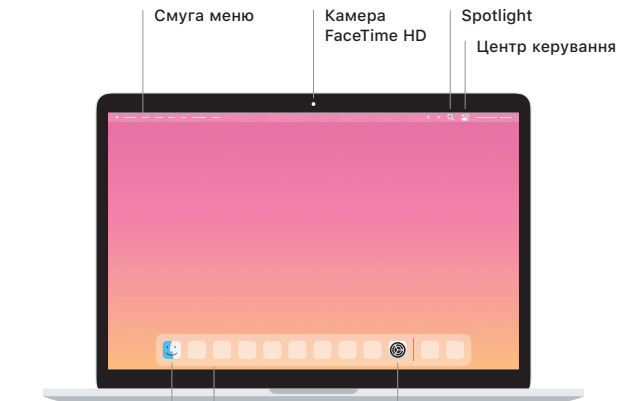 Смуга меню
Камера
FaceTime HD
Spotlight
Центр керування